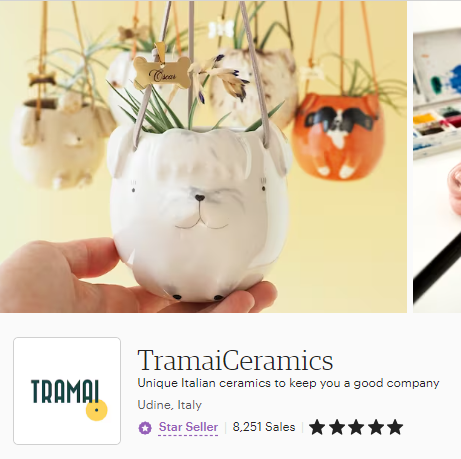 Oscar
TRAMAI
TramaiCeramics
Unique Italian ceramics to keep you a good company
Udine, Italy
Star Seller
8,251 Sales